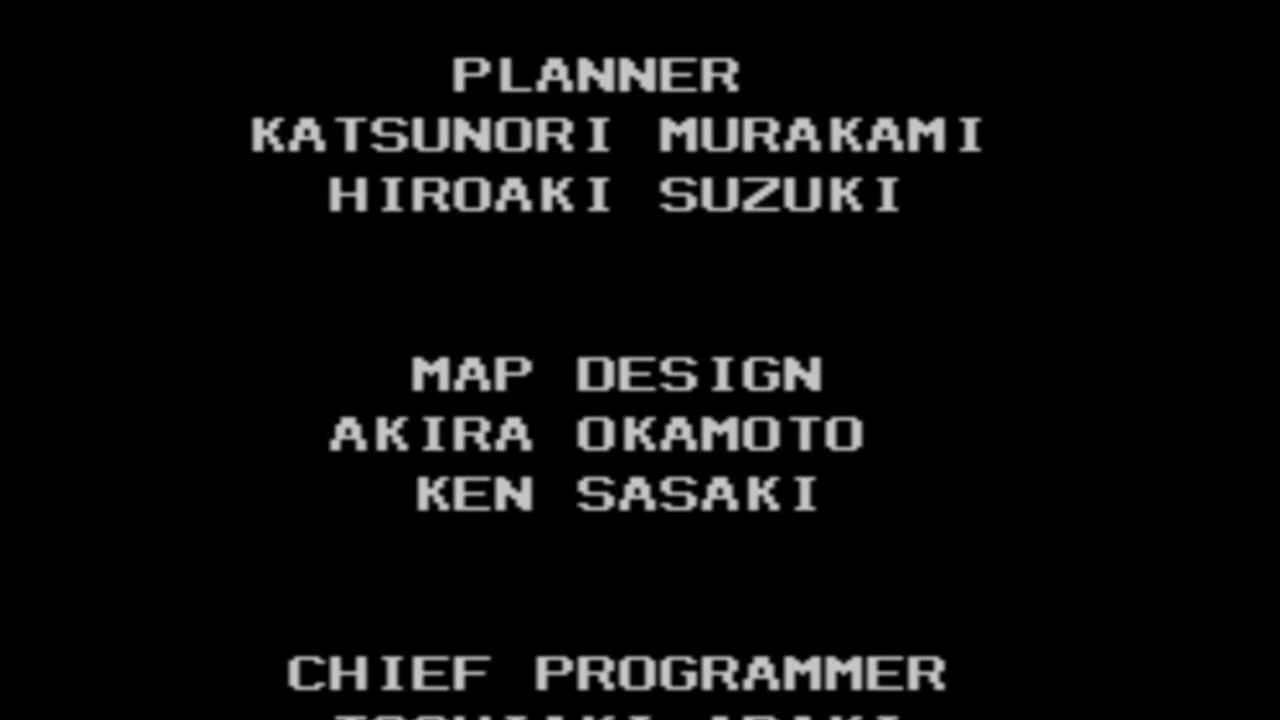 PLANNER
KATSUNORI MURAKAMI
HIROAKI SUZUKI
MAP DESIGN
AKIRA OKAMOTO
KEN SASAKI
CHIEF PROGRAMMER